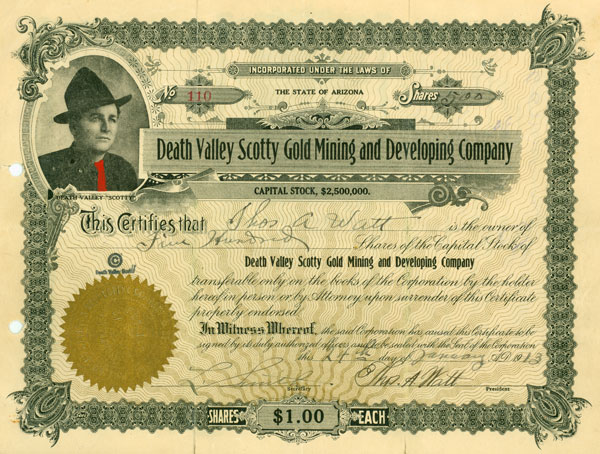 INCORPORATED UNDER THE LAWS OF
THE STATE OF ARIZONA
No 110
Shares 500
Death Valley Scotty Gold Mining and Developing Company
CAPITAL STOCK, $2,500,000.
DEATH VALLEY "SCOTTY"
This Certifies that Thos A Watt is the owner of
Five Hundred Shares of the Capital Stock of
Death Valley Scotty Gold Mining and Developing Company
transferable only on the books of the Corporation by the holder
hereof in person or by Attorney upon surrender of this Certificate
properly endorsed.
In Witness Whereof, the said Corporation has caused this Certificate to be
signed by its duly authorized officers and to be sealed with the Seal of the Corporation
this 24th day of January A.D. 1913
Thos. A. Watt
Secretary
President
SHARES $1.00 EACH
©